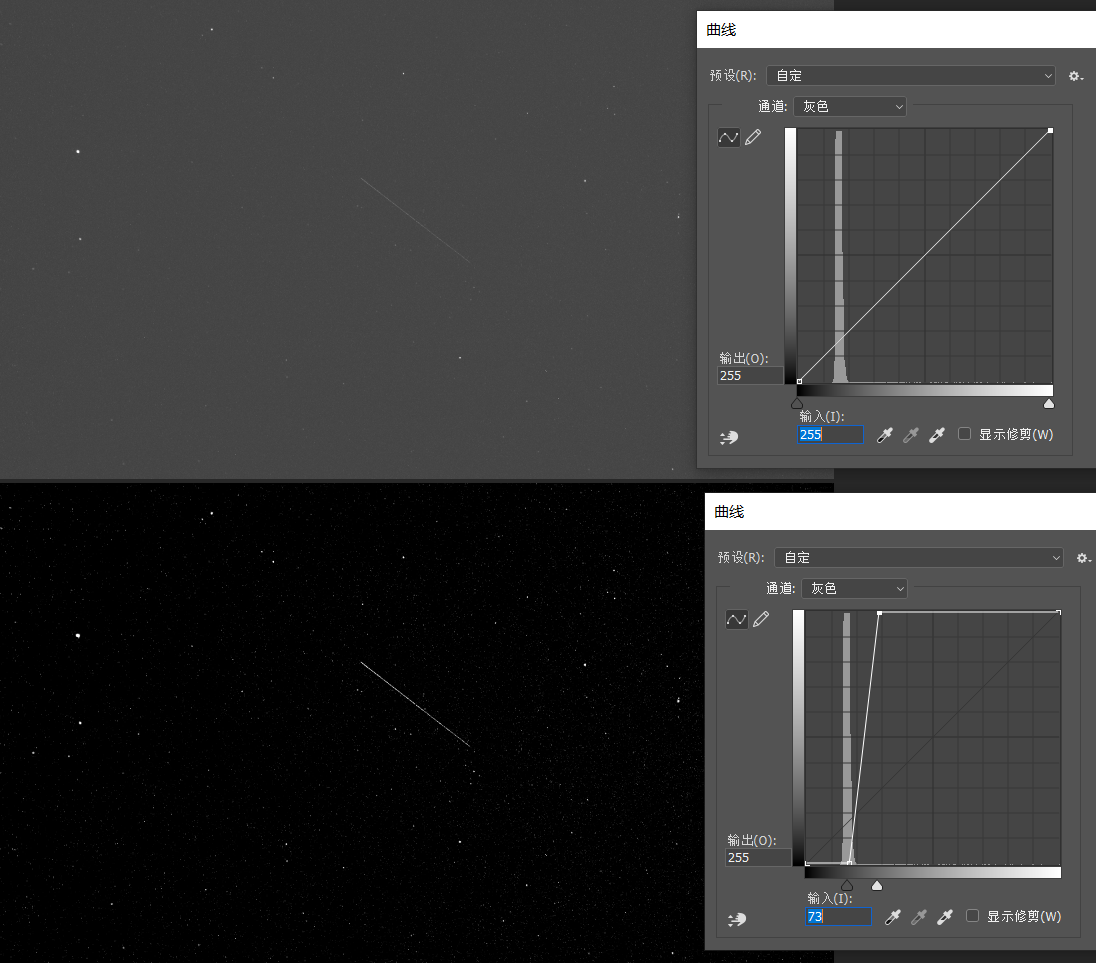 曲线
预设(R): 自定
通道: 灰色
输出(O):
255
输入(I):
255
显示修剪(W)
曲线
预设(R): 自定
通道: 灰色
输出(O):
255
输入(I):
73
显示修剪(W)